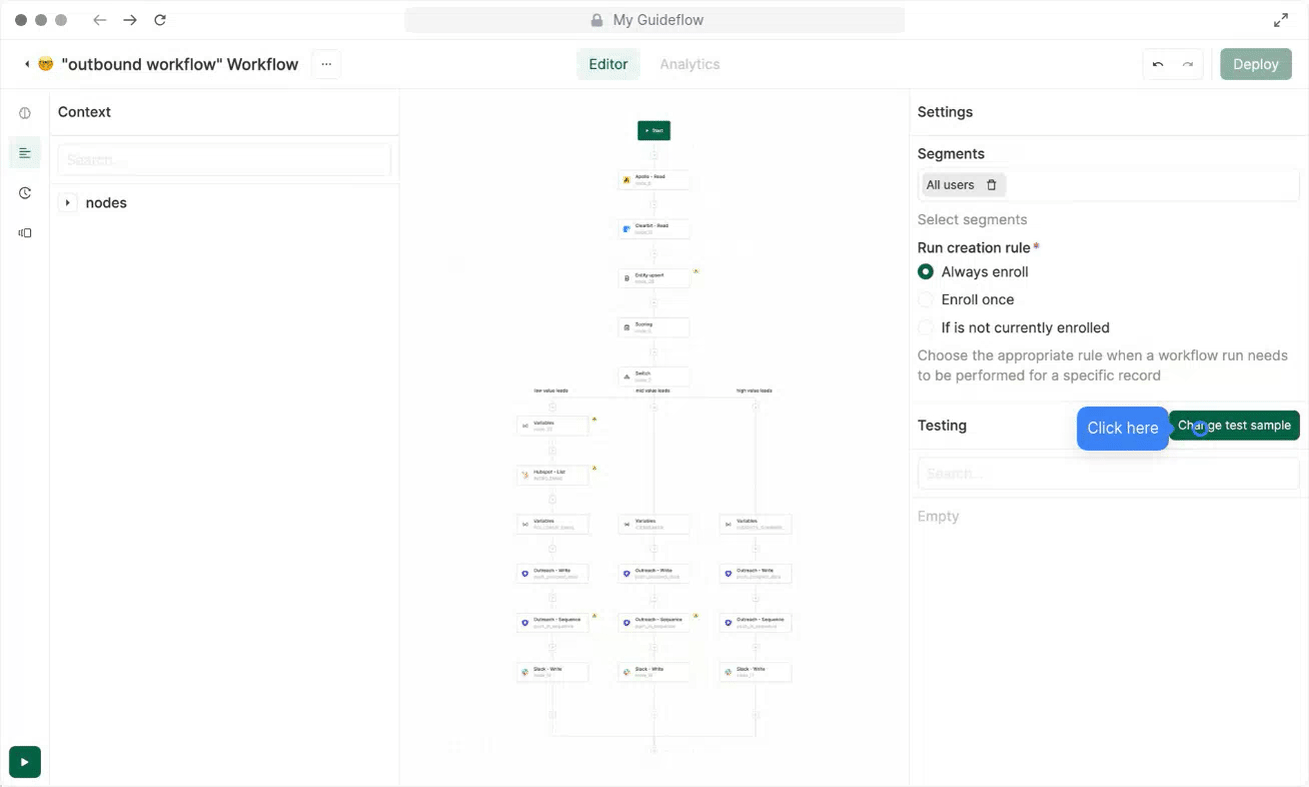 My Guideflow
"outbound workflow" Workflow
...
Editor
Analytics
Deploy
Context
Search...
nodes
Start
Apollo - Read
Clearbit - Read
Entity upsert
Scoring
Switch
low value leads
mid value leads
high value leads
Variables
Hubspot - List
Variables
Variables
Variables
Outreach - Write
Outreach - Write
Outreach - Write
Outreach - Sequence
Outreach - Sequence
Outreach - Sequence
Slack - Write
Slack - Write
Slack - Write
Settings
Segments
All users
Select segments
Run creation rule*
Always enroll
Enroll once
If is not currently enrolled
Choose the appropriate rule when a workflow run needs
to be performed for a specific record
Testing
Click here
Change test sample
Search...
Empty